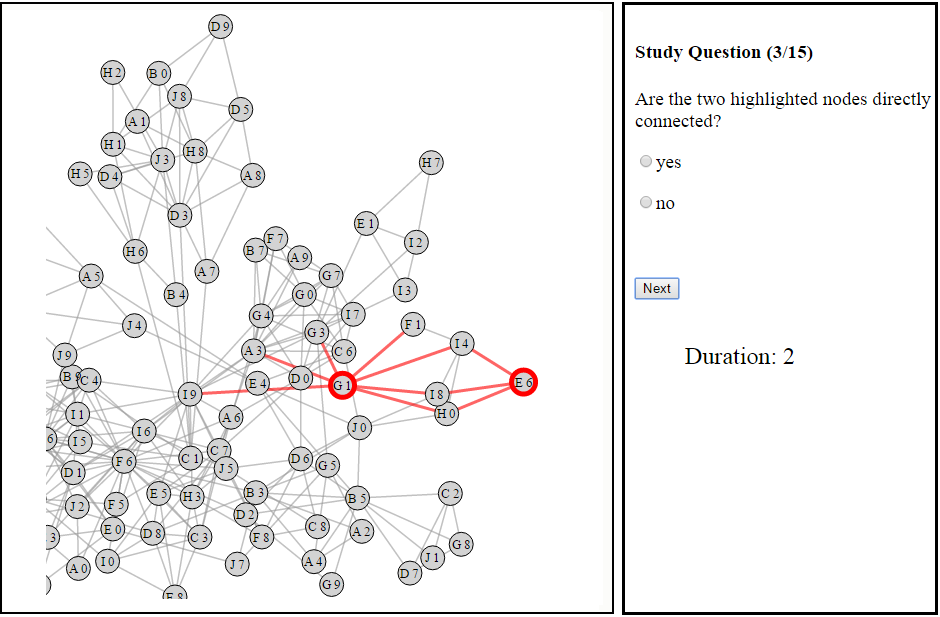 D 9
H 2
B 0
J 8
D 5
A 1
H 1
J 3
H 8
H 5
D 4
A 8
H 7
D 3
E 1
I 2
H 6
B 7
F 7
A 9
A 5
A 7
G 7
B 4
G 0
I 3
J 4
G 4
I 7
G 3
F 1
J 9
A 3
C 6
I 4
B 9
C 4
I 9
E 4
D 0
G 1
I 8
E 6
I 1
A 6
H 0
6
I 5
I 6
J 0
D 1
F 6
C 1
C 7
J 5
D 6
G 5
J 2
F 5
E 5
H 3
B 3
B 5
C 2
3
E 0
D 8
C 3
D 2
F 8
C 8
A 2
G 8
A 0
I 0
J 7
A 4
J 1
D 7
G 9
Study Question (3/15)
Are the two highlighted nodes directly
connected?
yes
no
Next
Duration: 2